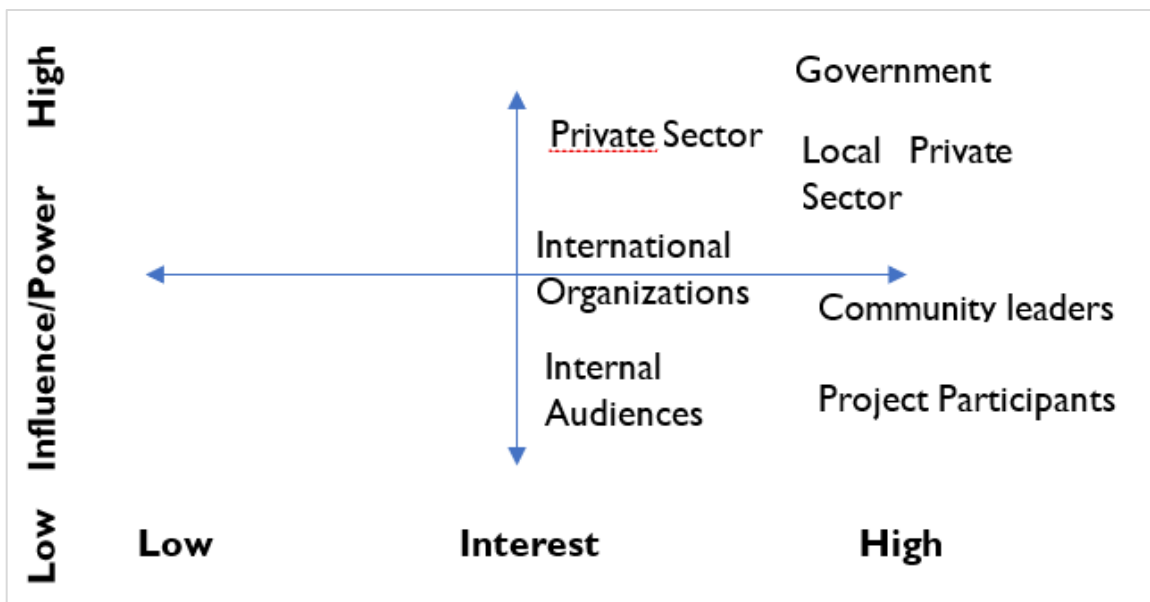 High
Influence/Power
Low
Government
Private Sector
Local Private
Sector
International
Organizations
Community leaders
Internal
Audiences
Project Participants
Low
Interest
High